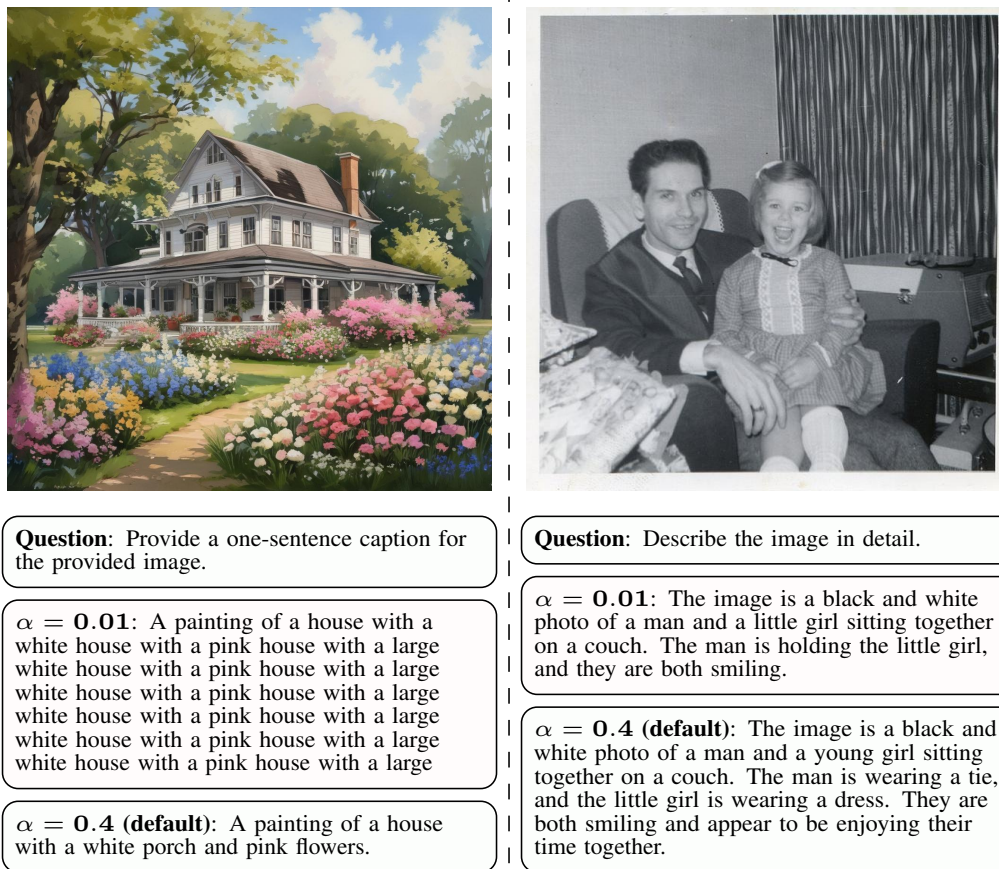 Question: Provide a one-sentence caption for
the provided image.
α = 0.01: A painting of a house with a
white house with a pink house with a large
white house with a pink house with a large
white house with a pink house with a large
white house with a pink house with a large
white house with a pink house with a large
white house with a pink house with a large
α = 0.4 (default): A painting of a house
with a white porch and pink flowers.
Question: Describe the image in detail.
α = 0.01: The image is a black and white
photo of a man and a little girl sitting together
on a couch. The man is holding the little girl,
and they are both smiling.
α = 0.4 (default): The image is a black and
white photo of a man and a young girl sitting
together on a couch. The man is wearing a tie,
and the little girl is wearing a dress. They are
both smiling and appear to be enjoying their
time together.